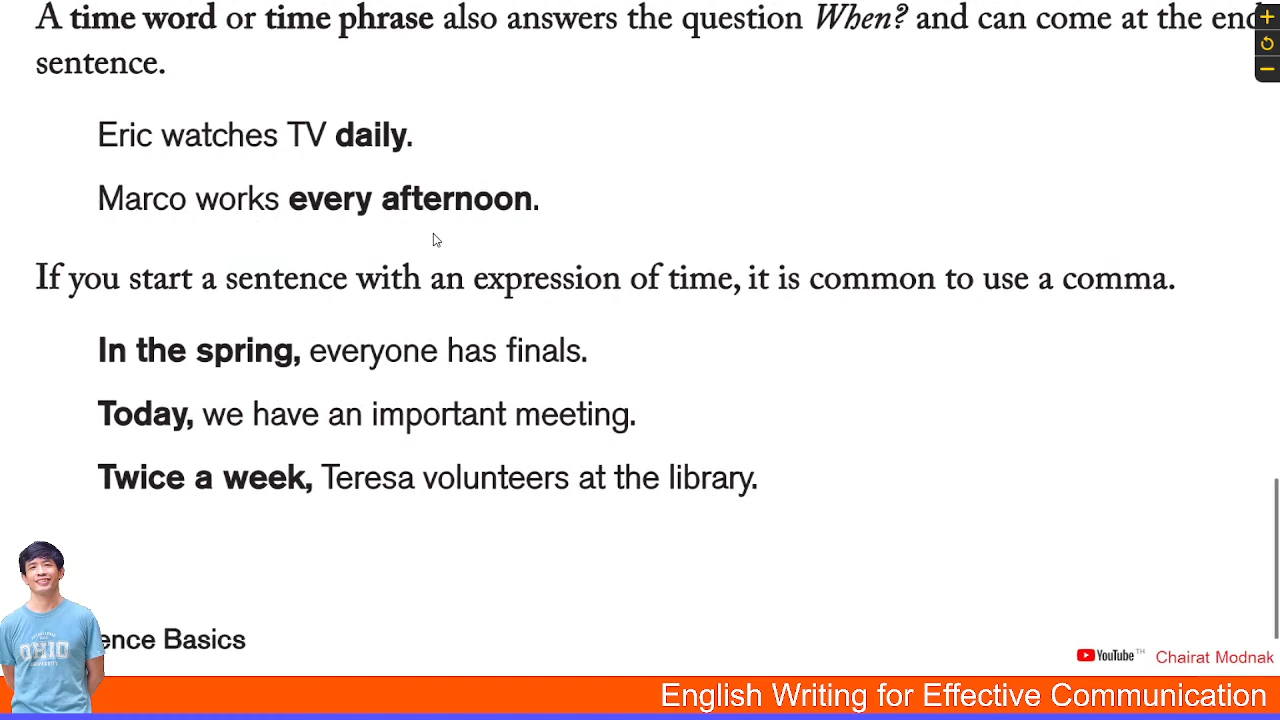 A time word or time phrase also answers the question When? and can come at the end
sentence.
Eric watches TV daily.
Marco works every afternoon.
If you start a sentence with an expression of time, it is common to use a comma.
In the spring, everyone has finals.
Today, we have an important meeting.
Twice a week, Teresa volunteers at the library.
ence Basics
OHIO
YouTube TH
Chairat Modnak
English Writing for Effective Communication